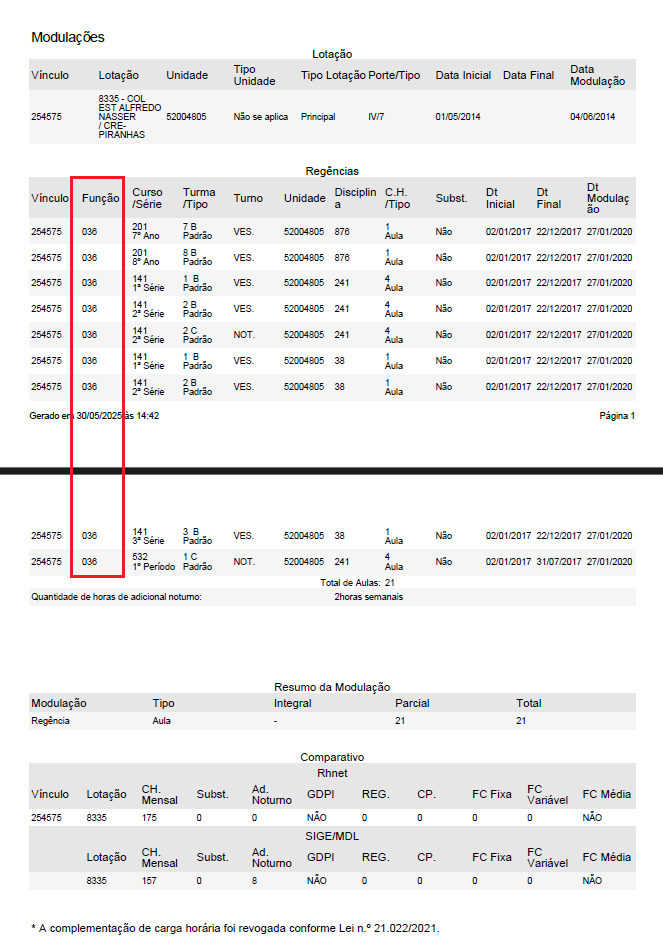 Modulações
Lotação
Vínculo Lotação Unidade Tipo Unidade Tipo Lotação Porte/Tipo Data Inicial Data Final Data Modulação
254575 8335 - COL EST ALFREDO NASSER / CRE-PIRANHAS 52004805 Não se aplica Principal IV/7 01/05/2014 04/06/2014
Regências
Vínculo Função Curso /Série Turma /Tipo Turno Unidade Disciplina C.H. /Tipo Subst. Dt Inicial Dt Final Dt Modulação
254575 036 201 7º Ano 7 B Padrão VES. 52004805 876 1 Aula Não 02/01/2017 22/12/2017 27/01/2020
254575 036 201 8º Ano 8 B Padrão VES. 52004805 876 1 Aula Não 02/01/2017 22/12/2017 27/01/2020
254575 036 141 1ª Série 1 B Padrão VES. 52004805 241 4 Aula Não 02/01/2017 22/12/2017 27/01/2020
254575 036 141 2ª Série 2 B Padrão VES. 52004805 241 4 Aula Não 02/01/2017 22/12/2017 27/01/2020
254575 036 141 2ª Série 2 C Padrão NOT. 52004805 241 4 Aula Não 02/01/2017 22/12/2017 27/01/2020
254575 036 141 1ª Série 1 B Padrão VES. 52004805 38 1 Aula Não 02/01/2017 22/12/2017 27/01/2020
254575 036 141 2ª Série 2 B Padrão VES. 52004805 38 1 Aula Não 02/01/2017 22/12/2017 27/01/2020
Gerado em 30/05/2025 às 14:42 Página 1
254575 036 141 3ª Série 3 B Padrão VES. 52004805 38 1 Aula Não 02/01/2017 22/12/2017 27/01/2020
254575 036 532 1º Período 1 C Padrão NOT. 52004805 241 4 Aula Não 02/01/2017 31/07/2017 27/01/2020
Total de Aulas: 21
Quantidade de horas de adicional noturno: 2horas semanais
Resumo da Modulação
Modulação Tipo Integral Parcial Total
Regência Aula - 21 21
Comparativo
Rhnet
Vínculo Lotação CH. Mensal Subst. Ad. Noturno GDPI REG. CP. FC Fixa FC Variável FC Média
254575 8335 175 0 0 NÃO 0 0 0 0 NÃO
SIGE/MDL
Lotação CH. Mensal Subst. Ad. Noturno GDPI REG. CP. FC Fixa FC Variável FC Média
8335 157 0 8 NÃO 0 0 0 0 NÃO
* A complementação de carga horária foi revogada conforme Lei n.º 21.022/2021.